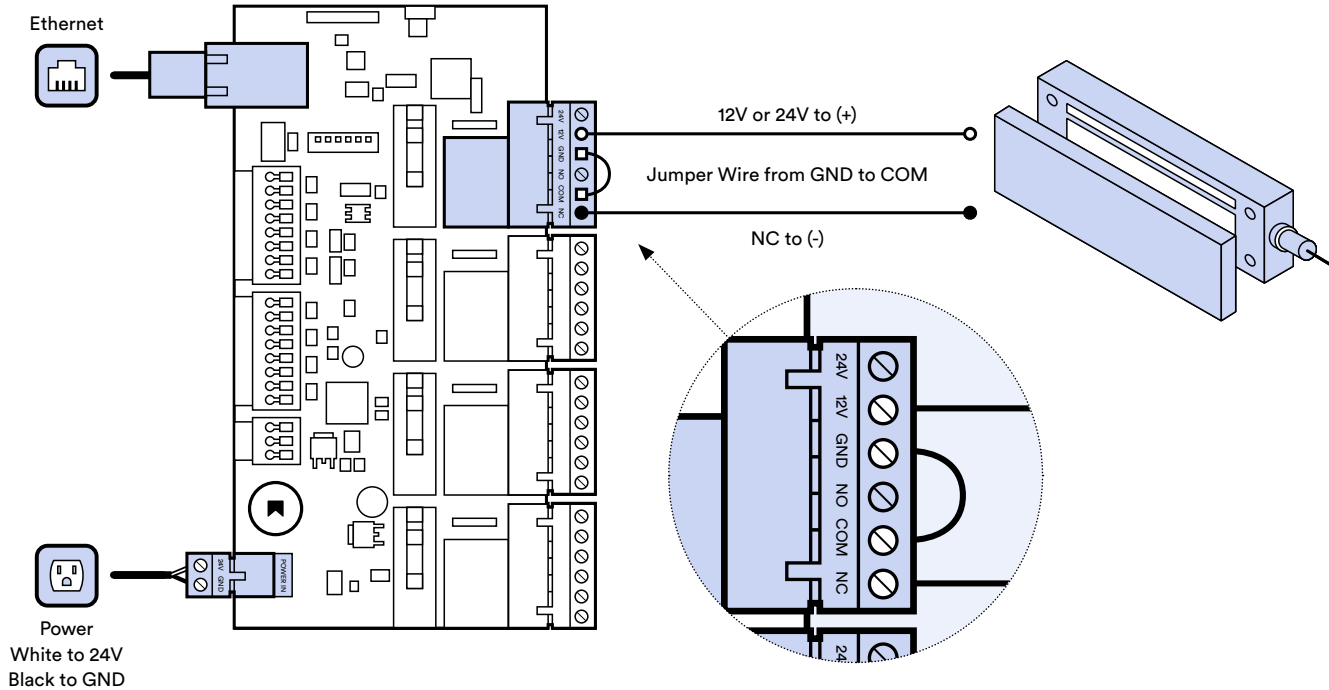 Ethernet
24V
12V
GND
NO
COM
NC
12V or 24V to (+)
Jumper Wire from GND to COM
NC to (-)
24V
12V
GND
NO
COM
NC
24
24V
GND
POWER IN
Power
White to 24V
Black to GND